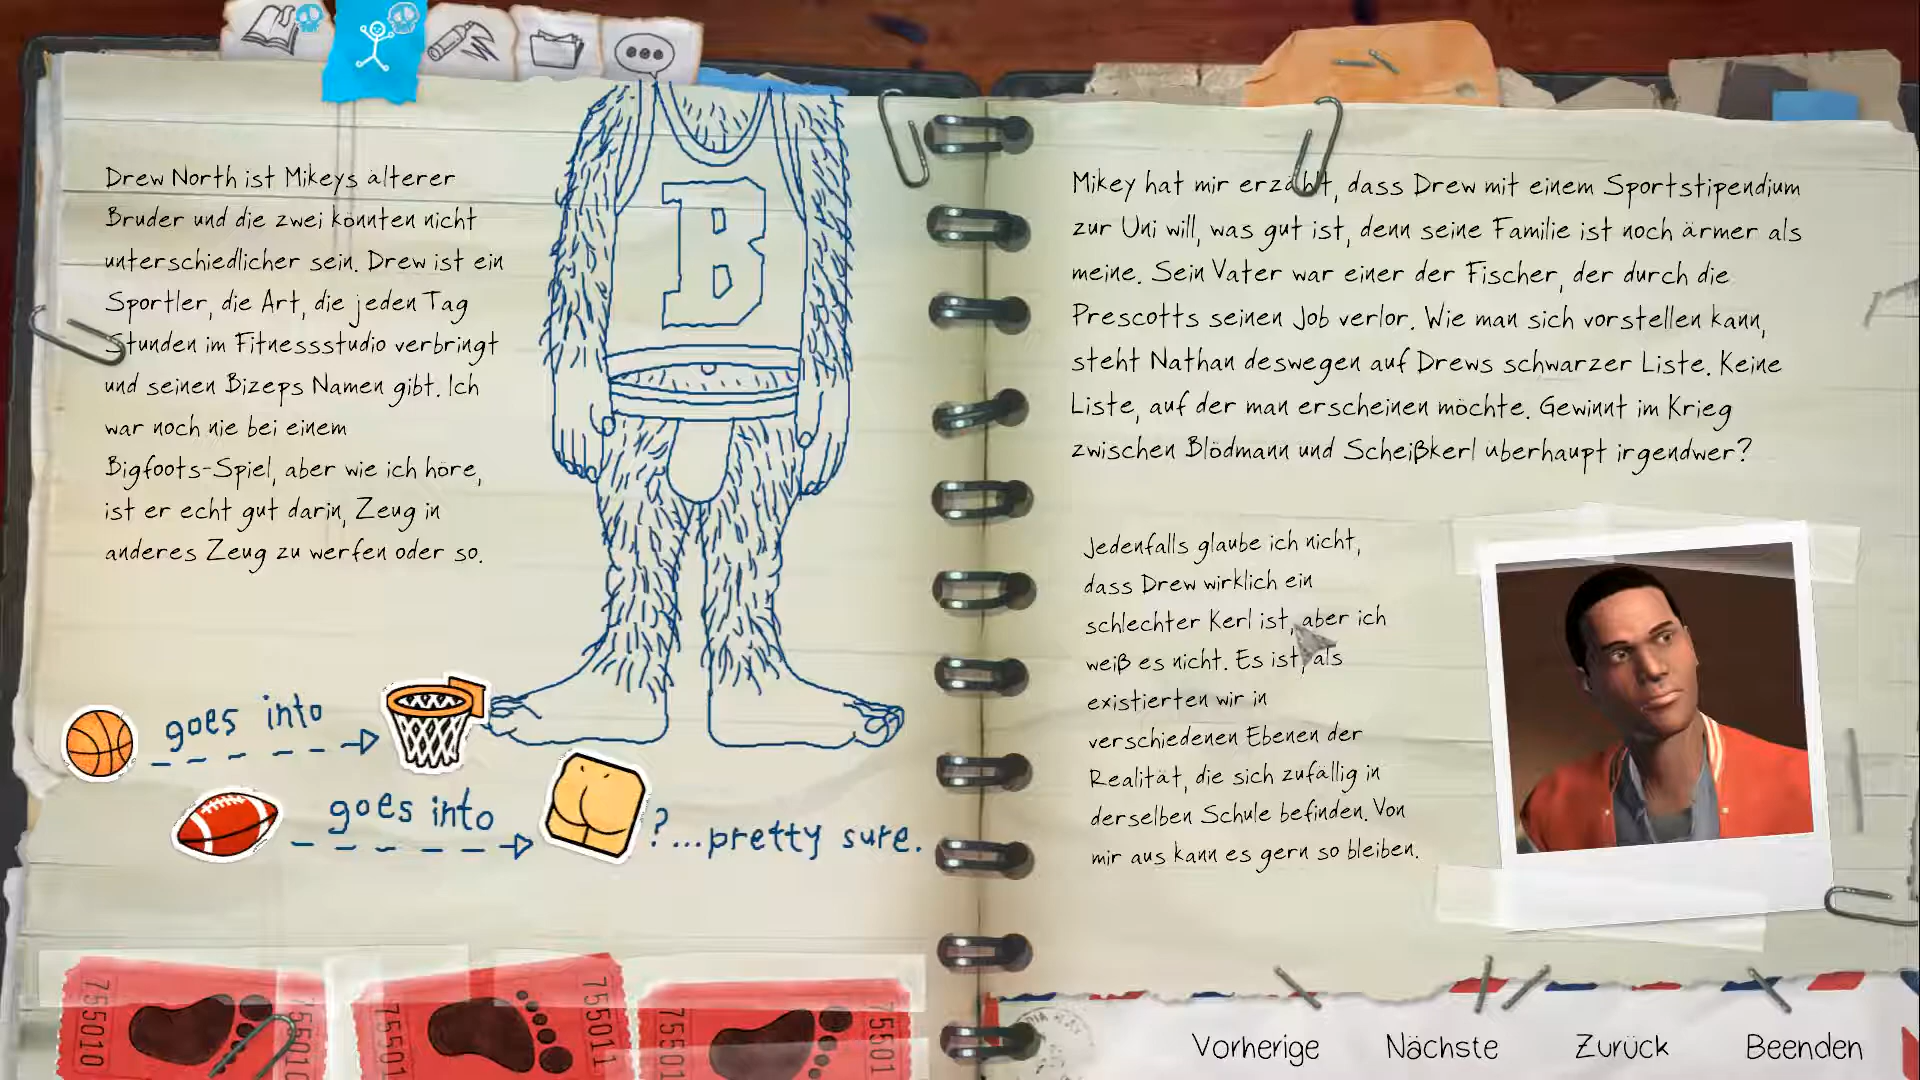 Drew North ist Mikeys älterer
Bruder und die zwei könnten nicht
unterschiedlicher sein. Drew ist ein
Sportler, die Art, die jeden Tag
Stunden im Fitnessstudio verbringt
und seinen Bizeps Namen gibt. Ich
war noch nie bei einem
Bigfoots-Spiel, aber wie ich höre,
ist er echt gut darin, Zeug in
anderes Zeug zu werfen oder so.
B
goes into
goes into
?...pretty sure.
755010
755010
75501
755011
75501
75501
Mikey hat mir erzählt, dass Drew mit einem Sportstipendium
zur Uni will, was gut ist, denn seine Familie ist noch ärmer als
meine. Sein Vater war einer der Fischer, der durch die
Prescotts seinen Job verlor. Wie man sich vorstellen kann,
steht Nathan deswegen auf Drews schwarzer Liste. Keine
Liste, auf der man erscheinen möchte. Gewinnt im Krieg
zwischen Blödmann und Scheißkerl überhaupt irgendwer?
Jedenfalls glaube ich nicht,
dass Drew wirklich ein
schlechter Kerl ist, aber ich
weiß es nicht. Es ist, als
existierten wir in
verschiedenen Ebenen der
Realität, die sich zufällig in
derselben Schule befinden. Von
mir aus kann es gern so bleiben.
Vorherige Nächste Zurück Beenden